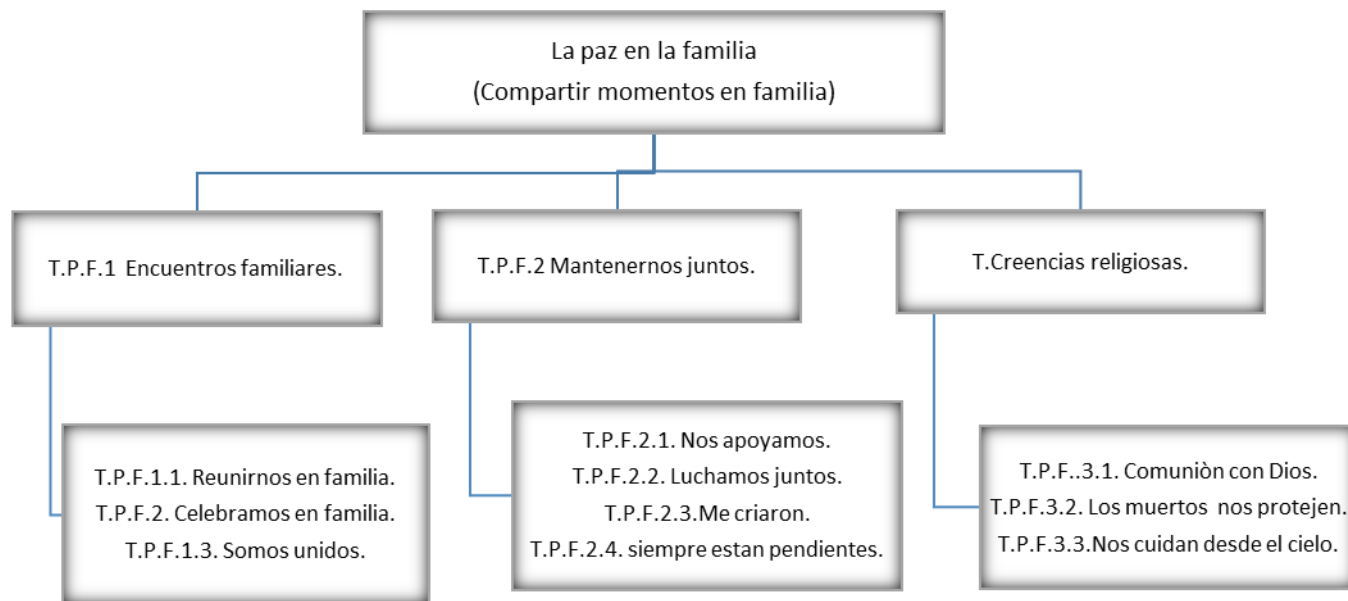 La paz en la familia
(Compartir momentos en familia)
T.P.F.1 Encuentros familiares.
T.P.F.2 Mantenernos juntos.
T.Creencias religiosas.
T.P.F.1.1. Reunirnos en familia.
T.P.F.2. Celebramos en familia.
T.P.F.1.3. Somos unidos.
T.P.F.2.1. Nos apoyamos.
T.P.F.2.2. Luchamos juntos.
T.P.F.2.3.Me criaron.
T.P.F.2.4. siempre estan pendientes.
T.P.F..3.1. Comuniòn con Dios.
T.P.F.3.2. Los muertos nos protejen.
T.P.F.3.3.Nos cuidan desde el cielo.